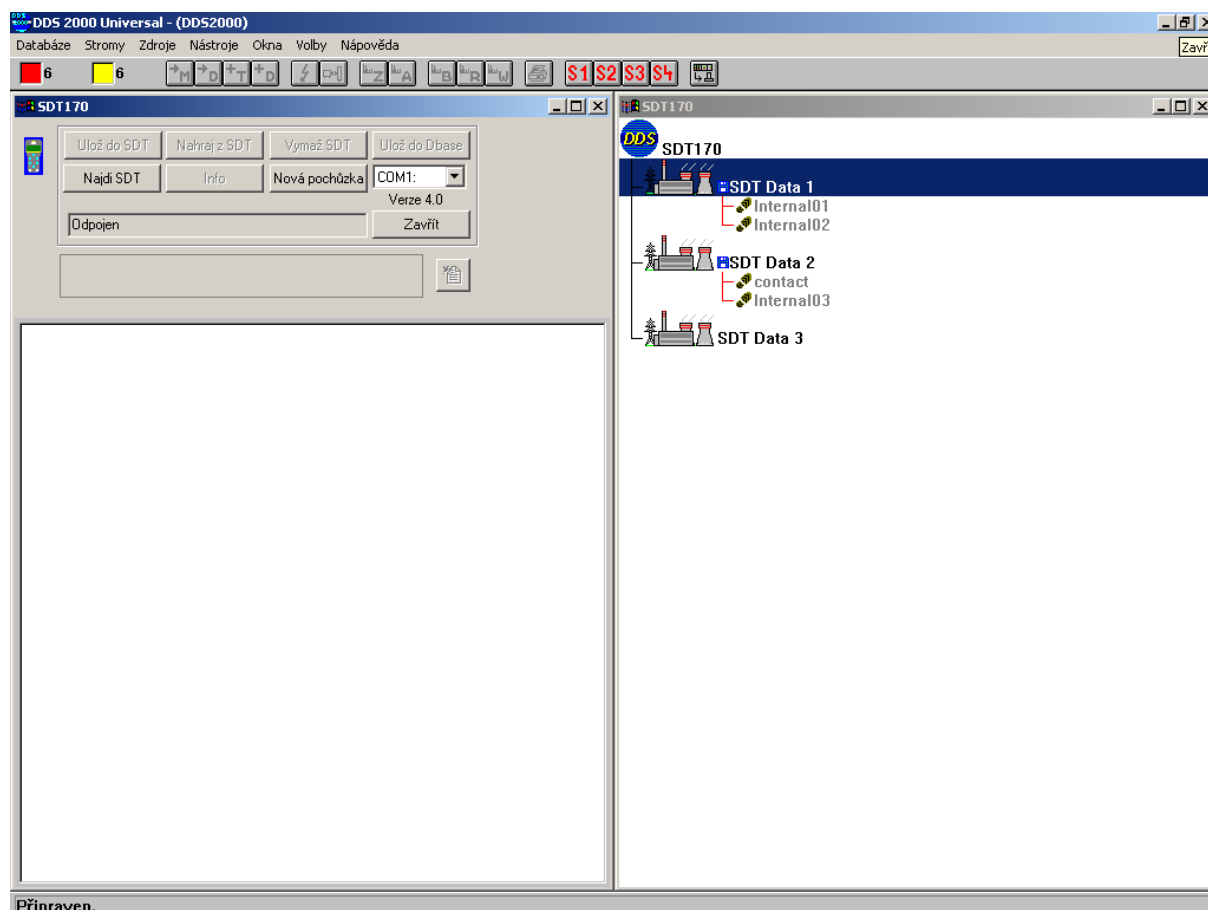 DDS 2000 Universal - (DDS2000)
Databáze Stromy Zdroje Nástroje Okna Volby Nápověda
6 6 M D T D Z A B R W S1 S2 S3 S4
SDT170
Ulož do SDT Nahraj z SDT Vymaž SDT Ulož do Dbase
Najdi SDT Info Nová pochůzka COM1:
Verze 4.0
Odpojen Zavřít
SDT170
DDS SDT170
SDT Data 1
Internal01
Internal02
SDT Data 2
contact
Internal03
SDT Data 3
Připraven.